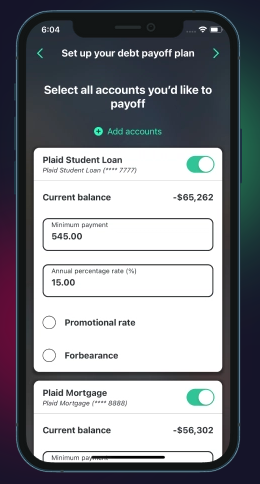 6:04
Set up your debt payoff plan
Select all accounts you'd like to
payoff
Add accounts
Plaid Student Loan
Plaid Student Loan (**** 7777)
Current balance -$65,262
Minimum payment
545.00
Annual percentage rate (%)
15.00
Promotional rate
Forbearance
Plaid Mortgage
Plaid Mortgage (**** 8888)
Current balance -$56,302
Minimum payment